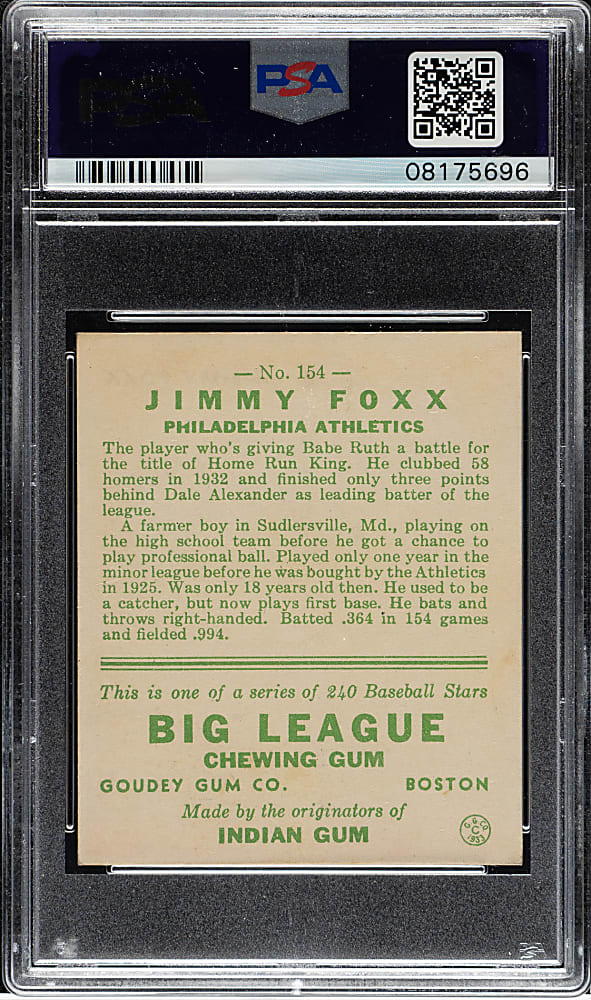 PSA
PSA
08175696
— No. 154 —
JIMMY FOXX
PHILADELPHIA ATHLETICS
The player who's giving Babe Ruth a battle for
the title of Home Run King. He clubbed 58
homers in 1932 and finished only three points
behind Dale Alexander as leading batter of the
league.
A farmer boy in Sudlersville, Md., playing on
the high school team before he got a chance to
play professional ball. Played only one year in the
minor league before he was bought by the Athletics
in 1925. Was only 18 years old then. He used to be
a catcher, but now plays first base. He bats and
throws right-handed. Batted .364 in 154 games
and fielded .994.
This is one of a series of 240 Baseball Stars
BIG LEAGUE
CHEWING GUM
GOUDEY GUM CO. BOSTON
Made by the originators of
INDIAN GUM
G. G. CO.
C
1933